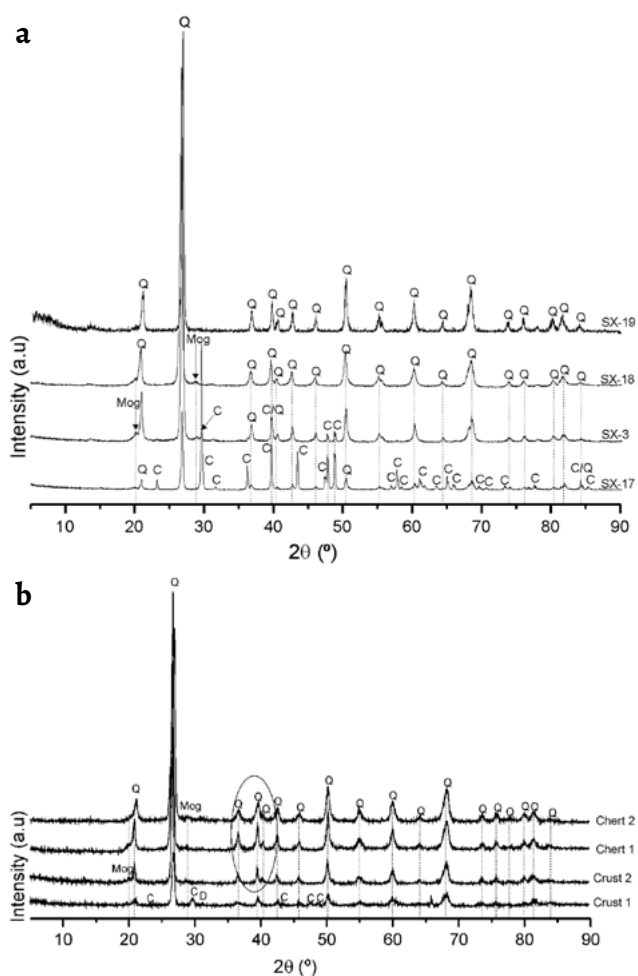 a
Q
Q Q Q Q Q Q Q Q Q Q Q Q Q Q
SX-19
Q Mog Q Q Q Q Q Q Q Q Q Q Q Q Q
SX-18
Mog C Q C/Q C C
SX-3
Q C C C C C C C C Q C C C C C C C C C C C/Q C
SX-17
10 20 30 40 50 60 70 80 90
2θ (º)
Intensity (a.u)
b
Q
Q Mog Q Q Q Q Q Q Q Q Q Q Q Q Q Q Q
Chert 2
Chert 1
Mog
Crust 2
C C D C C C
Crust 1
10 20 30 40 50 60 70 80 90
2θ (º)
Intensity (a.u)